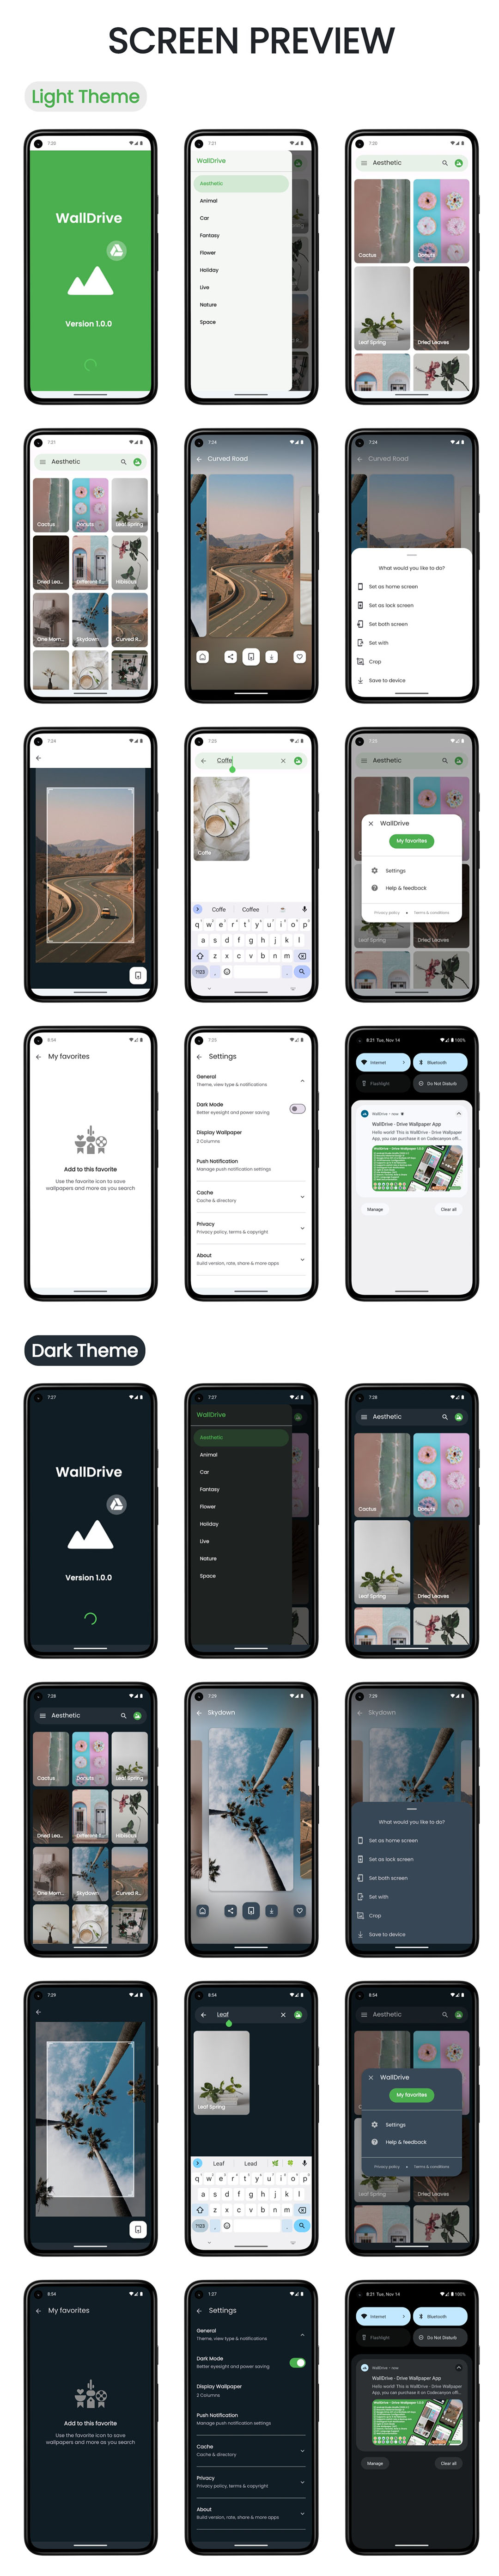 SCREEN PREVIEW
Light Theme
7:20
WallDrive
Version 1.0.0
7:21
WallDrive
Aesthetic
Animal
Car
Fantasy
Flower
Holiday
Live
Nature
Space
7:20
Aesthetic
Cactus
Donuts
Leaf Spring
Dried Leaves
7:21
Aesthetic
Cactus
Donuts
Leaf Spring
Dried Lea...
Different R...
Hibiscus
One Morn...
Skydown
Curved R...
7:24
Curved Road
7:24
Curved Road
What would you like to do?
Set as home screen
Set as lock screen
Set both screen
Set with
Crop
Save to device
7:24
7:25
Coffe
Coffe
Coffe
Coffee
q w e r t y u i o p
a s d f g h j k l
z x c v b n m
?123 , .
7:25
Aesthetic
WallDrive
My favorites
Settings
Help & feedback
Privacy policy • Terms & conditions
Leaf Spring
Dried Leaves
8:54
My favorites
Add to this favorite
Use the favorite icon to save
wallpapers and more as you search
7:25
Settings
General
Theme, view type & notifications
Dark Mode
Better eyesight and power saving
Display Wallpaper
2 Columns
Push Notification
Manage push notification settings
Cache
Cache & directory
Privacy
Privacy policy, terms & copyright
About
Build version, rate, share & more apps
8:21 Tue, Nov 14
100%
Internet
Bluetooth
Flashlight
Do Not Disturb
WallDrive • now
WallDrive - Drive Wallpaper App
Hello world! This is WallDrive - Drive Wallpaper
App, you can purchase it on Codecanyon offi...
Manage
Clear all
Dark Theme
7:27
WallDrive
Version 1.0.0
7:27
WallDrive
Aesthetic
Animal
Car
Fantasy
Flower
Holiday
Live
Nature
Space
7:28
Aesthetic
Cactus
Donuts
Leaf Spring
Dried Leaves
7:28
Aesthetic
Cactus
Donuts
Leaf Spring
Dried Lea...
Different R...
Hibiscus
One Morn...
Skydown
Curved R...
7:29
Skydown
7:29
Skydown
What would you like to do?
Set as home screen
Set as lock screen
Set both screen
Set with
Crop
Save to device
7:29
8:54
Leaf
Leaf Spring
Leaf
Lead
q w e r t y u i o p
a s d f g h j k l
z x c v b n m
?123 , .
8:54
Aesthetic
WallDrive
My favorites
Settings
Help & feedback
Privacy policy • Terms & conditions
Leaf Spring
Dried Leaves
8:54
My favorites
Add to this favorite
Use the favorite icon to save
wallpapers and more as you search
1:27
Settings
General
Theme, view type & notifications
Dark Mode
Better eyesight and power saving
Display Wallpaper
2 Columns
Push Notification
Manage push notification settings
Cache
Cache & directory
Privacy
Privacy policy, terms & copyright
About
Build version, rate, share & more apps
8:21 Tue, Nov 14
100%
Internet
Bluetooth
Flashlight
Do Not Disturb
WallDrive • now
WallDrive - Drive Wallpaper App
Hello world! This is WallDrive - Drive Wallpaper
App, you can purchase it on Codecanyon offi...
Manage
Clear all